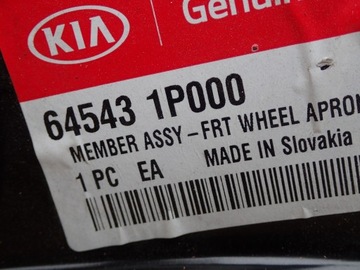 KIA Genuin
64543 1P000
MEMBER ASSY-FRT WHEEL APRON
1 PC EA MADE IN Slovakia